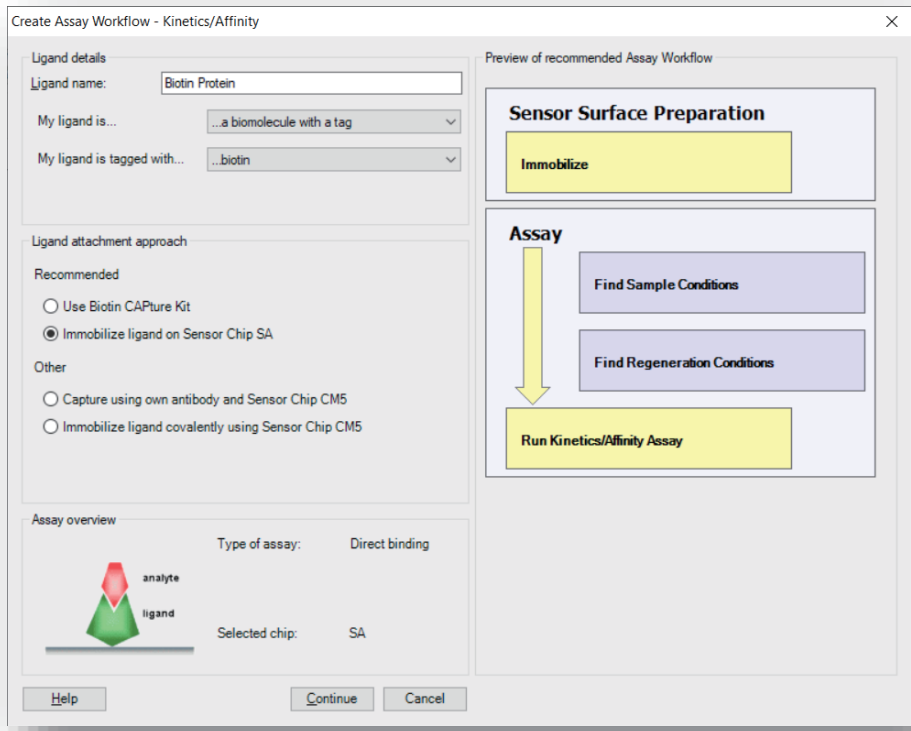 Create Assay Workflow - Kinetics/Affinity
Ligand details
Ligand name: Biotin Protein
My ligand is... ...a biomolecule with a tag
My ligand is tagged with... ...biotin
Ligand attachment approach
Recommended
Use Biotin CAPture Kit
Immobilize ligand on Sensor Chip SA
Other
Capture using own antibody and Sensor Chip CM5
Immobilize ligand covalently using Sensor Chip CM5
Assay overview
analyte
ligand
Type of assay: Direct binding
Selected chip: SA
Help Continue Cancel
Preview of recommended Assay Workflow
Sensor Surface Preparation
Immobilize
Assay
Find Sample Conditions
Find Regeneration Conditions
Run Kinetics/Affinity Assay